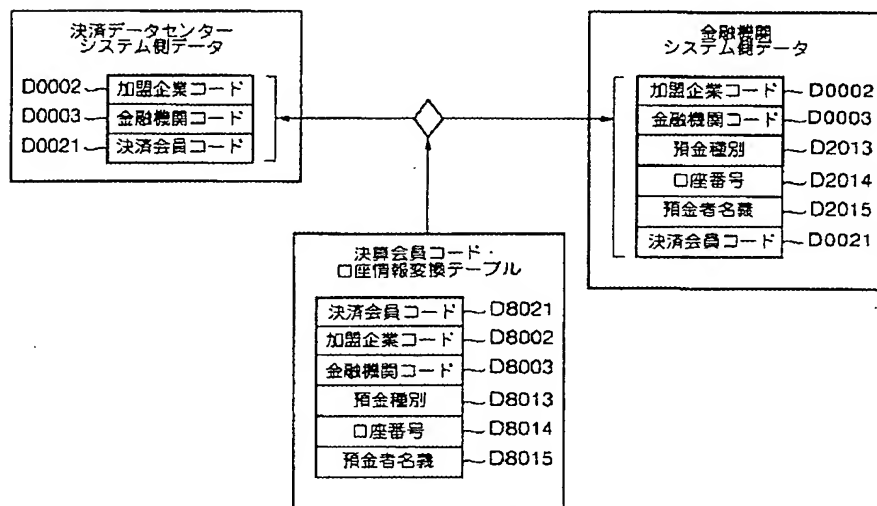 決済データセンター
システム側データ
D0002 加盟企業コード
D0003 金融機関コード
D0021 決済会員コード
金融機関
システム側データ
加盟企業コード D0002
金融機関コード D0003
預金種別 D2013
口座番号 D2014
預金者名義 D2015
決済会員コード D0021
決算会員コード・
口座情報変換テーブル
決済会員コード D8021
加盟企業コード D8002
金融機関コード D8003
預金種別 D8013
口座番号 D8014
預金者名義 D8015